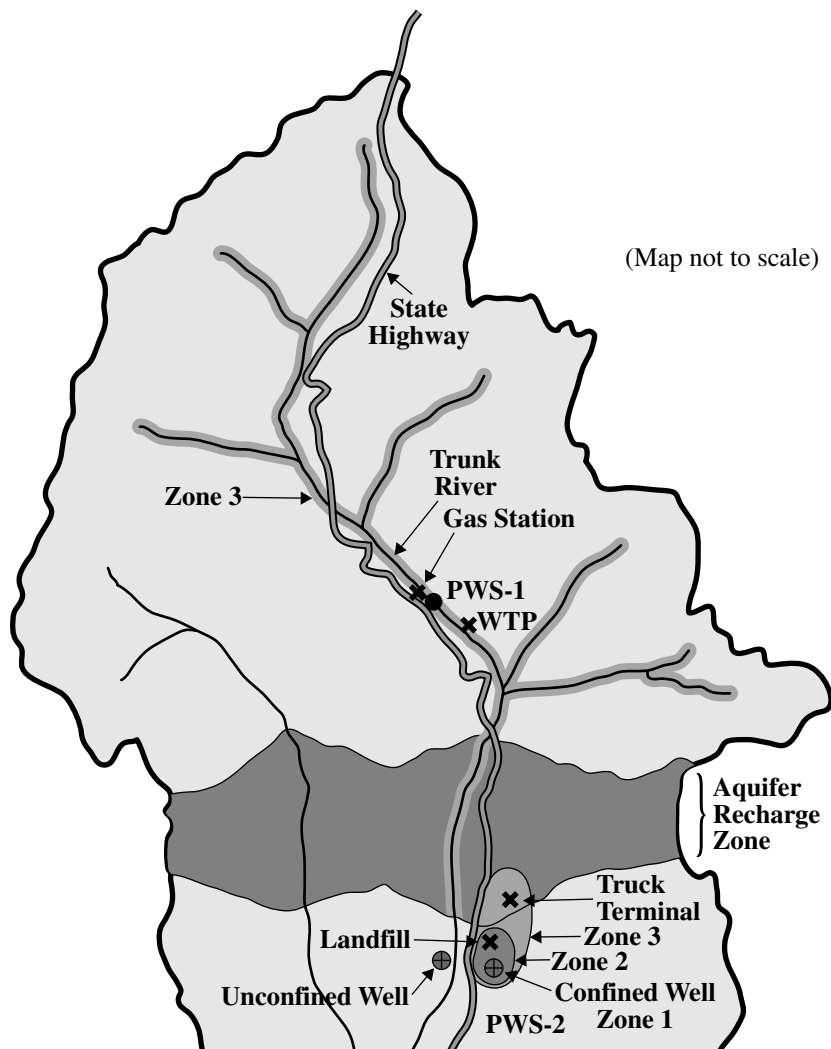 (Map not to scale)
State
Highway
Trunk
River
Zone 3
Gas Station
PWS-1
WTP
Aquifer
Recharge
Zone
Truck
Terminal
Landfill
Zone 3
Zone 2
Unconfined Well
Confined Well
PWS-2
Zone 1